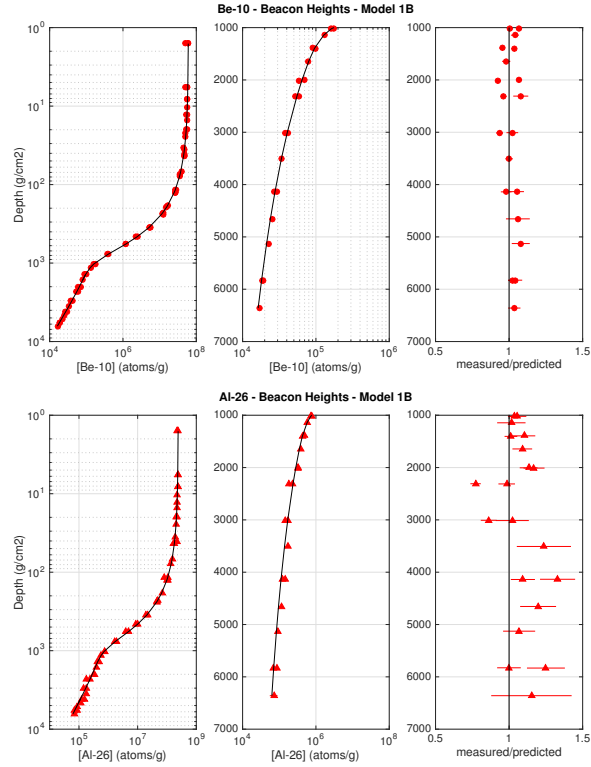 Be-10 - Beacon Heights - Model 1B
Depth (g/cm2)
10^0
10^1
10^2
10^3
10^4
10^4 10^6 10^8
[Be-10] (atoms/g)
1000
2000
3000
4000
5000
6000
7000
10^4 10^5 10^6
[Be-10] (atoms/g)
1000
2000
3000
4000
5000
6000
7000
0.5 1 1.5
measured/predicted
Al-26 - Beacon Heights - Model 1B
Depth (g/cm2)
10^0
10^1
10^2
10^3
10^4
10^5 10^7 10^9
[Al-26] (atoms/g)
1000
2000
3000
4000
5000
6000
7000
10^4 10^6 10^8
[Al-26] (atoms/g)
1000
2000
3000
4000
5000
6000
7000
0.5 1 1.5
measured/predicted